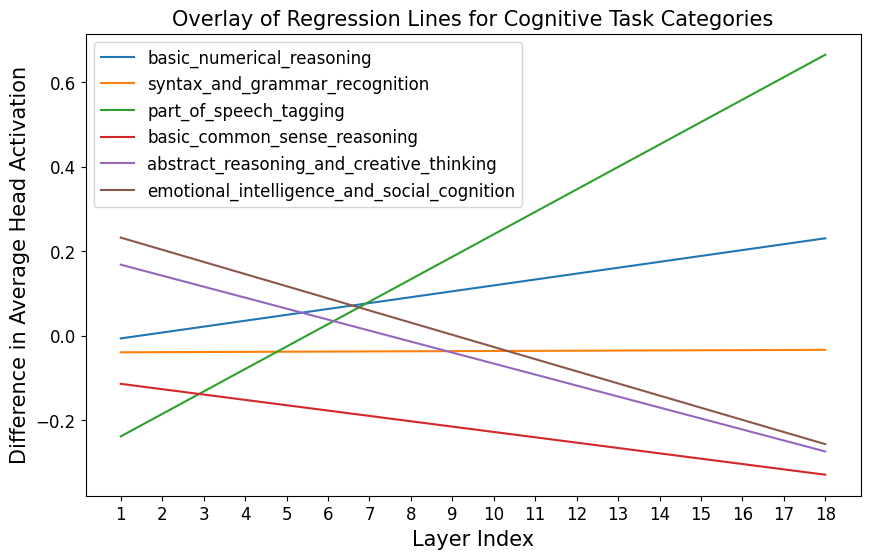 Overlay of Regression Lines for Cognitive Task Categories
Difference in Average Head Activation
0.6
0.4
0.2
0.0
−0.2
basic_numerical_reasoning
syntax_and_grammar_recognition
part_of_speech_tagging
basic_common_sense_reasoning
abstract_reasoning_and_creative_thinking
emotional_intelligence_and_social_cognition
1 2 3 4 5 6 7 8 9 10 11 12 13 14 15 16 17 18
Layer Index